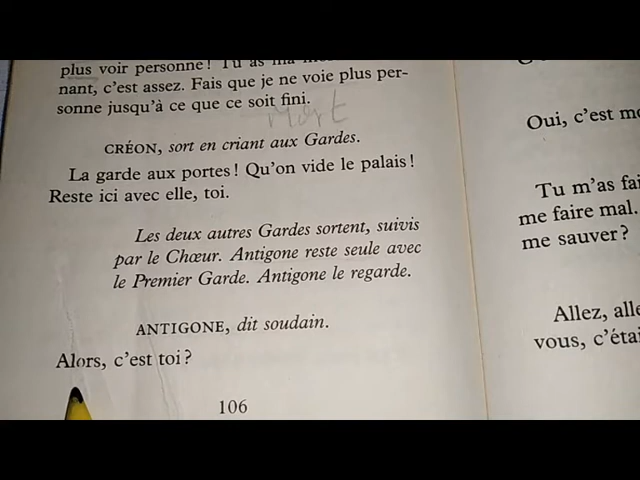 plus voir personne! Tu as ma
nant, c'est assez. Fais que je ne voie plus per-
sonne jusqu'à ce que ce soit fini.
Mort
CRÉON, sort en criant aux Gardes.
La garde aux portes! Qu'on vide le palais!
Reste ici avec elle, toi.
Les deux autres Gardes sortent, suivis
par le Chœur. Antigone reste seule avec
le Premier Garde. Antigone le regarde.
ANTIGONE, dit soudain.
Alors, c'est toi?
106
Oui, c'est
Tu m'as
me faire mal.
me sauver?
Allez,
vous,